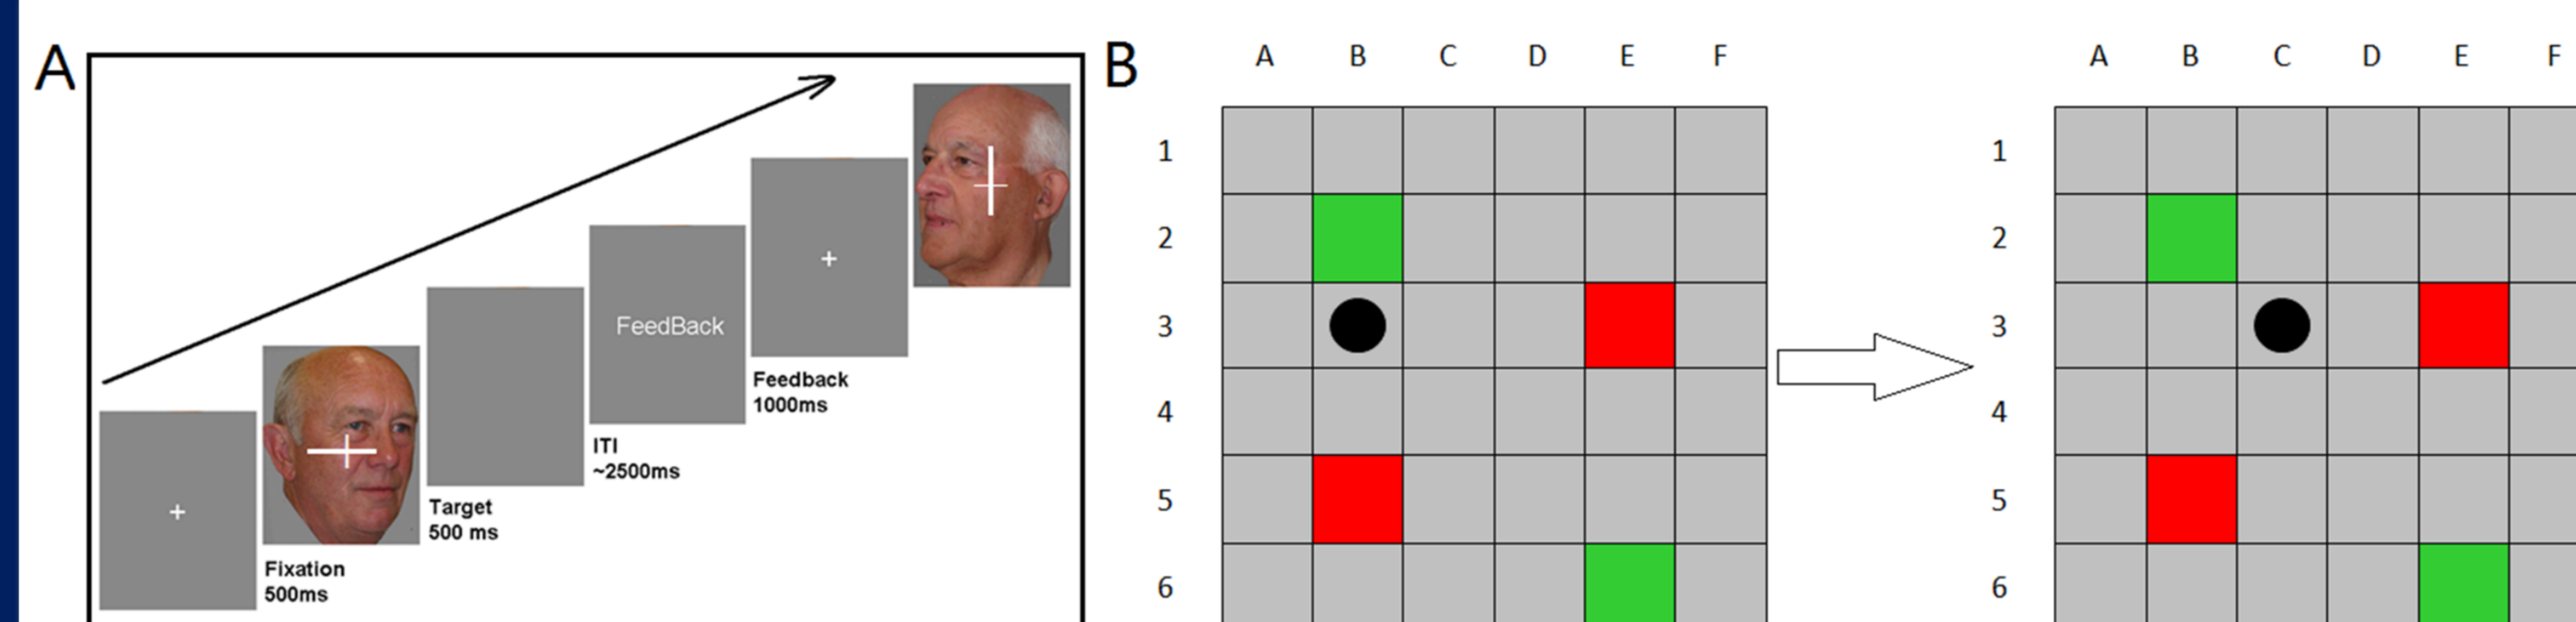 A
FeedBack
Feedback
1000ms
ITI
~2500ms
Target
500 ms
Fixation
500ms
B
A B C D E F
1
2
3
4
5
6
A B C D E F
1
2
3
4
5
6